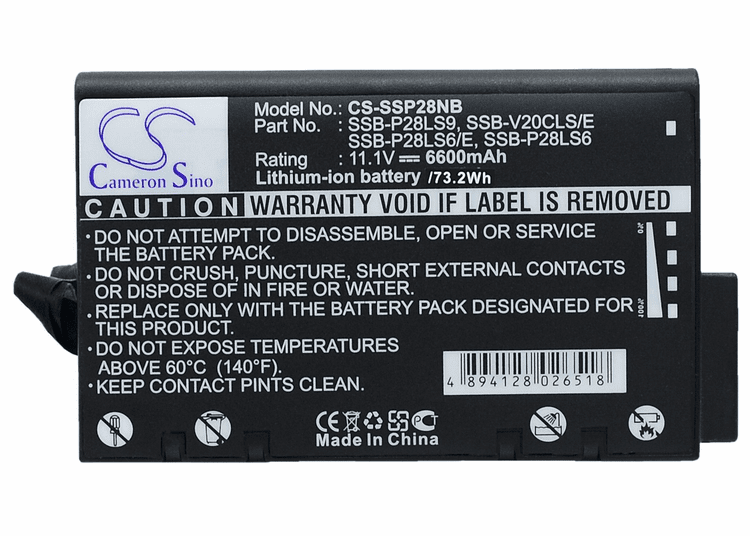 CS
Cameron Sino
Model No.: CS-SSP28NB
Part No.: SSB-P28LS9, SSB-V20CLS/E
SSB-P28LS6/E, SSB-P28LS6
Rating : 11.1V⎓ 6600mAh
Lithium-ion battery /73.2Wh
CAUTION WARRANTY VOID IF LABEL IS REMOVED
•DO NOT ATTEMPT TO DISASSEMBLE, OPEN OR SERVICE
THE BATTERY PACK.
•DO NOT CRUSH, PUNCTURE, SHORT EXTERNAL CONTACTS
OR DISPOSE OF IN FIRE OR WATER.
•REPLACE ONLY WITH BATTERY PACK DESIGNATED FOR
THIS PRODUCT.
•DO NOT EXPOSE TEMPERATURES
ABOVE 60°C (140°F)
•KEEP CONTACT PINTS CLEAN.
4 894128 026518
CE
Made In China